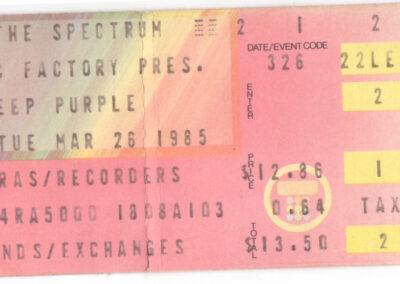 THE SPECTRUM 2 1 2
DATE/EVENT CODE
C FACTORY PRES. 326 22LE
ENTER
EEP PURPLE 2
TUE MAR 26 1985
RAS/RECORDERS PRICE $12.86 1
4RA5000 1808A103 0.64 TAX
NDS/EXCHANGES TOTAL $13.50 2